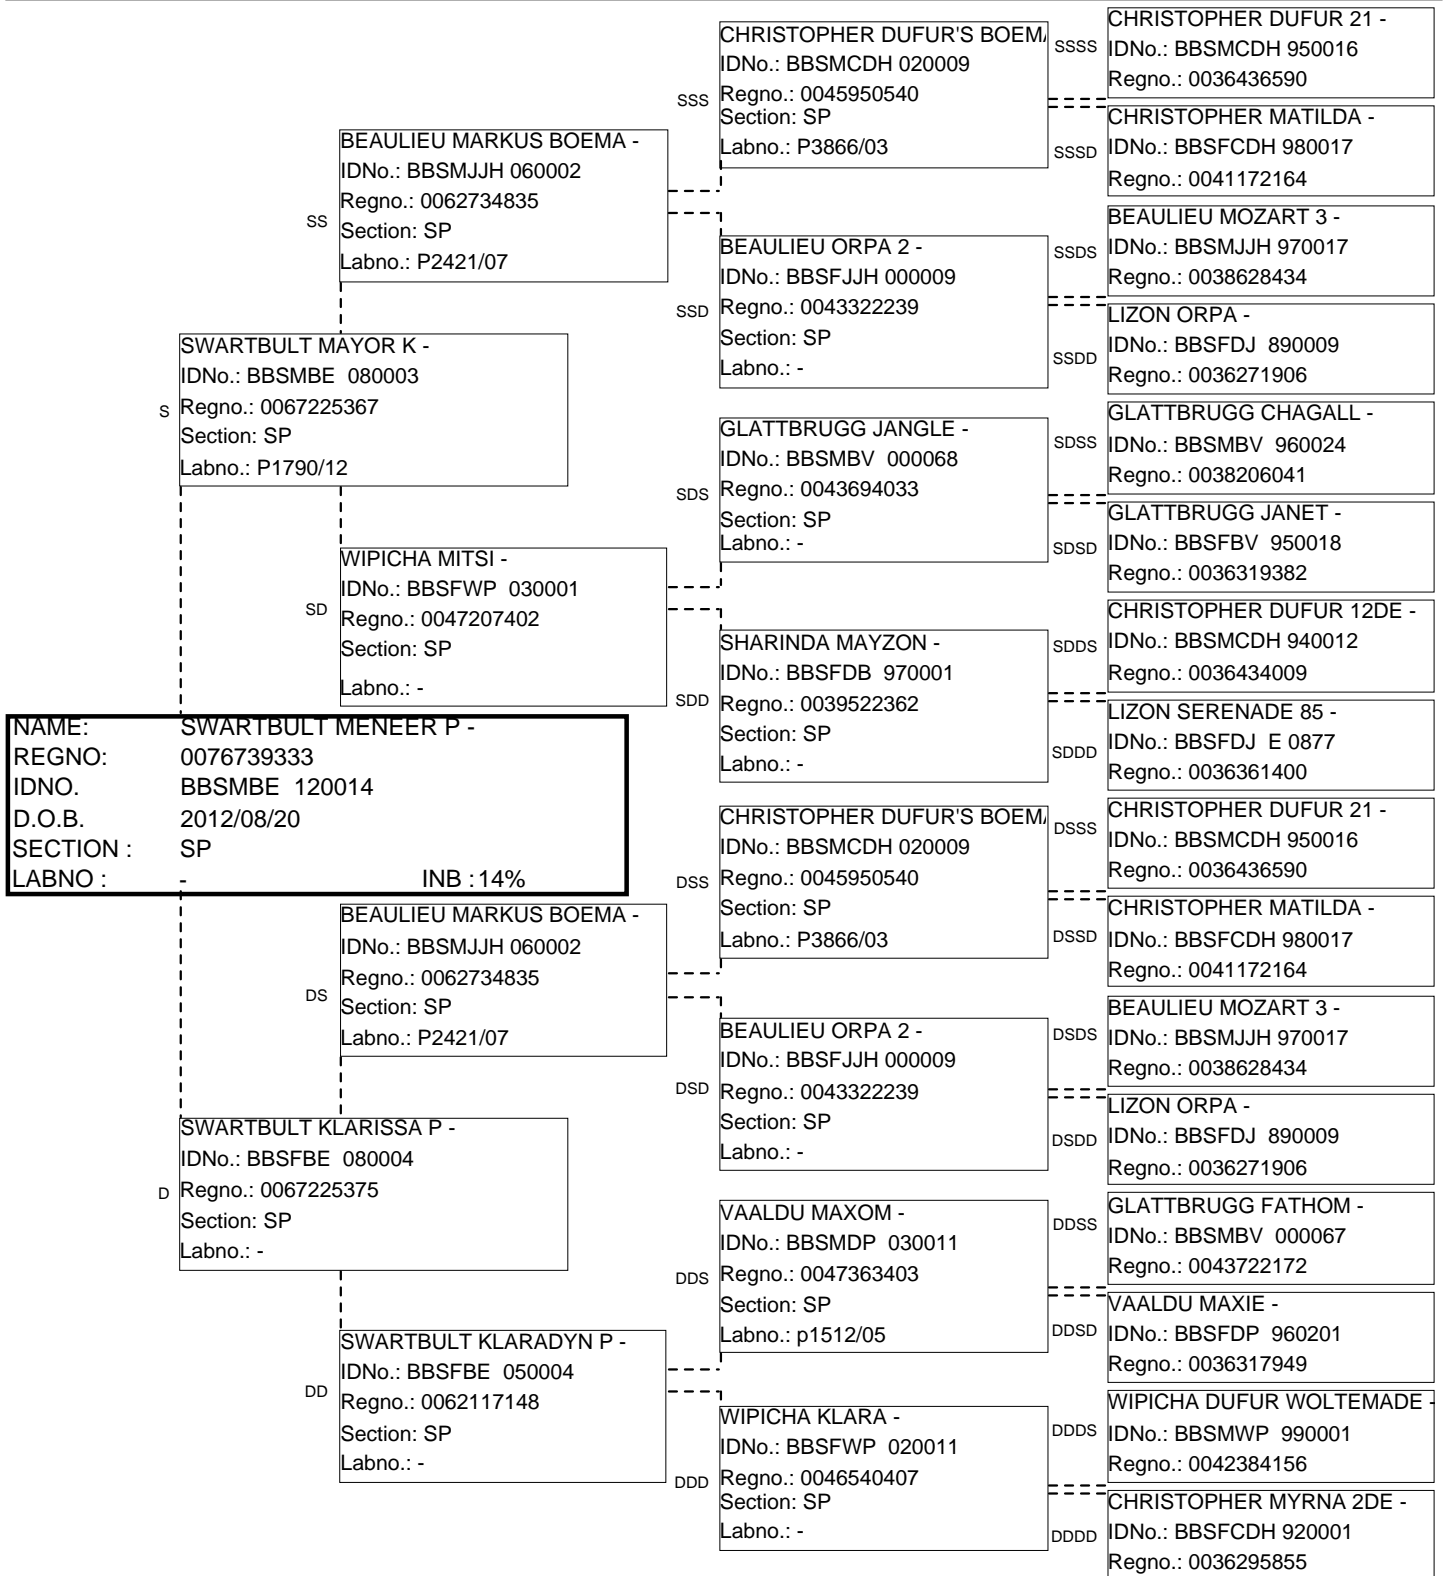 CHRISTOPHER DUFUR 21 -
SSSS IDNo.: BBSMCDH 950016
Regno.: 0036436590
CHRISTOPHER DUFUR'S BOEMA
IDNo.: BBSMCDH 020009
SSS Regno.: 0045950540
Section: SP
Labno.: P3866/03
CHRISTOPHER MATILDA -
SSSD IDNo.: BBSFCDH 980017
Regno.: 0041172164
BEAULIEU MARKUS BOEMA -
IDNo.: BBSMJJH 060002
Regno.: 0062734835
SS Section: SP
Labno.: P2421/07
BEAULIEU MOZART 3 -
SSDS IDNo.: BBSMJJH 970017
Regno.: 0038628434
BEAULIEU ORPA 2 -
IDNo.: BBSFJJH 000009
SSD Regno.: 0043322239
Section: SP
Labno.: -
LIZON ORPA -
SSDD IDNo.: BBSFDJ 890009
Regno.: 0036271906
SWARTBULT MAYOR K -
IDNo.: BBSMBE 080003
S Regno.: 0067225367
Section: SP
Labno.: P1790/12
GLATTBRUGG CHAGALL -
SDSS IDNo.: BBSMBV 960024
Regno.: 0038206041
GLATTBRUGG JANGLE -
IDNo.: BBSMBV 000068
SDS Regno.: 0043694033
Section: SP
Labno.: -
GLATTBRUGG JANET -
SDSD IDNo.: BBSFBV 950018
Regno.: 0036319382
WIPICHA MITSI -
IDNo.: BBSFWP 030001
SD Regno.: 0047207402
Section: SP
Labno.: -
CHRISTOPHER DUFUR 12DE -
SDDS IDNo.: BBSMCDH 940012
Regno.: 0036434009
SHARINDA MAYZON -
IDNo.: BBSFDB 970001
SDD Regno.: 0039522362
Section: SP
Labno.: -
LIZON SERENADE 85 -
SDDD IDNo.: BBSFDJ E 0877
Regno.: 0036361400
NAME: SWARTBULT MENEER P -
REGNO: 0076739333
IDNO. BBSMBE 120014
D.O.B. 2012/08/20
SECTION : SP
LABNO : - INB : 14%
CHRISTOPHER DUFUR 21 -
DSSS IDNo.: BBSMCDH 950016
Regno.: 0036436590
CHRISTOPHER DUFUR'S BOEMA
IDNo.: BBSMCDH 020009
DSS Regno.: 0045950540
Section: SP
Labno.: P3866/03
CHRISTOPHER MATILDA -
DSSD IDNo.: BBSFCDH 980017
Regno.: 0041172164
BEAULIEU MARKUS BOEMA -
IDNo.: BBSMJJH 060002
Regno.: 0062734835
DS Section: SP
Labno.: P2421/07
BEAULIEU MOZART 3 -
DSDS IDNo.: BBSMJJH 970017
Regno.: 0038628434
BEAULIEU ORPA 2 -
IDNo.: BBSFJJH 000009
DSD Regno.: 0043322239
Section: SP
Labno.: -
LIZON ORPA -
DSDD IDNo.: BBSFDJ 890009
Regno.: 0036271906
SWARTBULT KLARISSA P -
IDNo.: BBSFBE 080004
D Regno.: 0067225375
Section: SP
Labno.: -
GLATTBRUGG FATHOM -
DDSS IDNo.: BBSMBV 000067
Regno.: 0043722172
VAALDU MAXOM -
IDNo.: BBSMDP 030011
DDS Regno.: 0047363403
Section: SP
Labno.: p1512/05
VAALDU MAXIE -
DDSD IDNo.: BBSFDP 960201
Regno.: 0036317949
SWARTBULT KLARADYN P -
IDNo.: BBSFBE 050004
DD Regno.: 0062117148
Section: SP
Labno.: -
WIPICHA DUFUR WOLTEMADE -
DDDS IDNo.: BBSMWP 990001
Regno.: 0042384156
WIPICHA KLARA -
IDNo.: BBSFWP 020011
DDD Regno.: 0046540407
Section: SP
Labno.: -
CHRISTOPHER MYRNA 2DE -
DDDD IDNo.: BBSFCDH 920001
Regno.: 0036295855